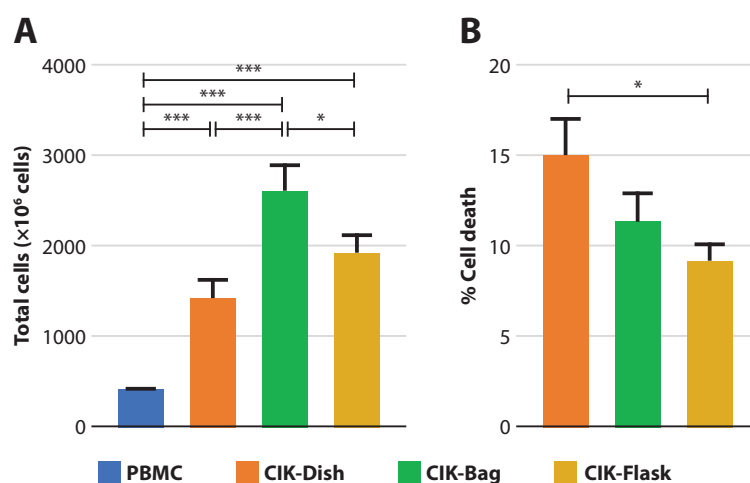 A
B
4000
3000
2000
1000
0
Total cells (×10⁶ cells)
***
***
*** *** *
20
15
10
5
0
% Cell death
*
PBMC CIK-Dish CIK-Bag CIK-Flask